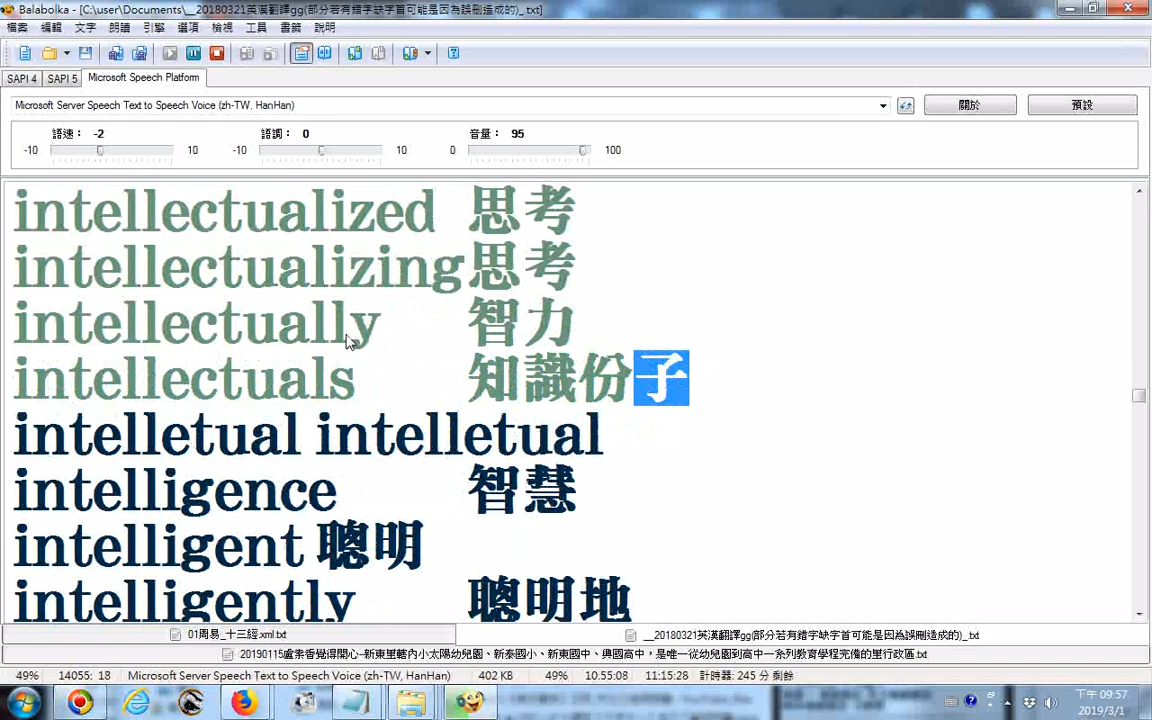 Balabolka - [C:\user\Documents\__20180321英漢翻譯gg(部分若有錯字缺字首可能是因為誤刪造成的)_.txt]
檔案 編輯 文字 朗讀 引擎 選項 檢視 工具 書籤 說明
SAPI 4 SAPI 5 Microsoft Speech Platform
Microsoft Server Speech Text to Speech Voice (zh-TW, HanHan) 關於 預設
語速： -2 語調： 0 音量： 95
-10 10 -10 10 0 100
intellectualized 思考
intellectualizing 思考
intellectually 智力
intellectuals 知識份子
intelletual intelletual
intelligence 智慧
intelligent 聰明
intelligently 聰明地
01周易_十三經.xml.txt __20180321英漢翻譯gg(部分若有錯字缺字首可能是因為誤刪造成的)_.txt
20190115盧素香覺得開心~新東里轄內小太陽幼兒園、新泰國小、新東國中、興國高中，是唯一從幼兒園到高中一系列教育學程完備的里行政區.txt
49% 14055: 18 Microsoft Server Speech Text to Speech Voice (zh-TW, HanHan) 402 KB 49% 10:55:08 11:15:28 計時器: 245 分 剩餘
下午 09:57
2019/3/1